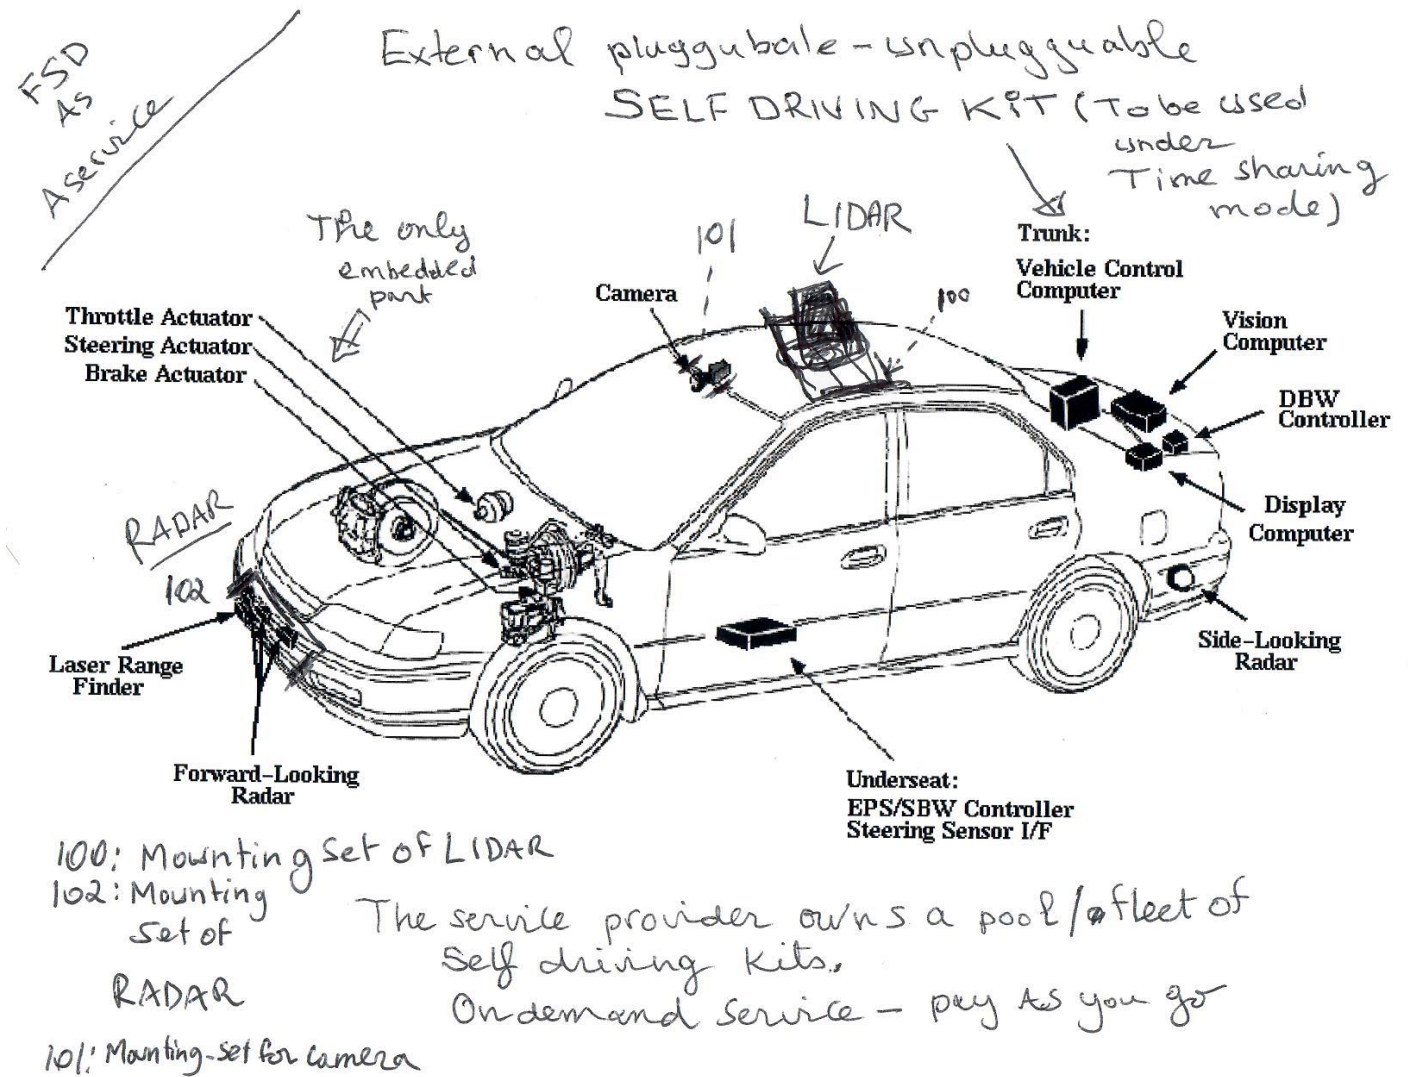 FSD
As
Aservice
External pluggubale - unplugguable
SELF DRIVING KIT (To be used
under
Time sharing
mode)
The only
embedded
part
101
LIDAR
100
Trunk:
Vehicle Control
Computer
Camera
Throttle Actuator
Steering Actuator
Brake Actuator
Vision
Computer
DBW
Controller
Display
Computer
RADAR
102
Laser Range
Finder
Side-Looking
Radar
Forward-Looking
Radar
Underseat:
EPS/SBW Controller
Steering Sensor I/F
100: Mounting Set of LIDAR
102: Mounting
Set of
RADAR
101: Mounting-Set for Camera
The service provider owns a pool/fleet of
Self driving Kits.
On demand Service - pay As you go